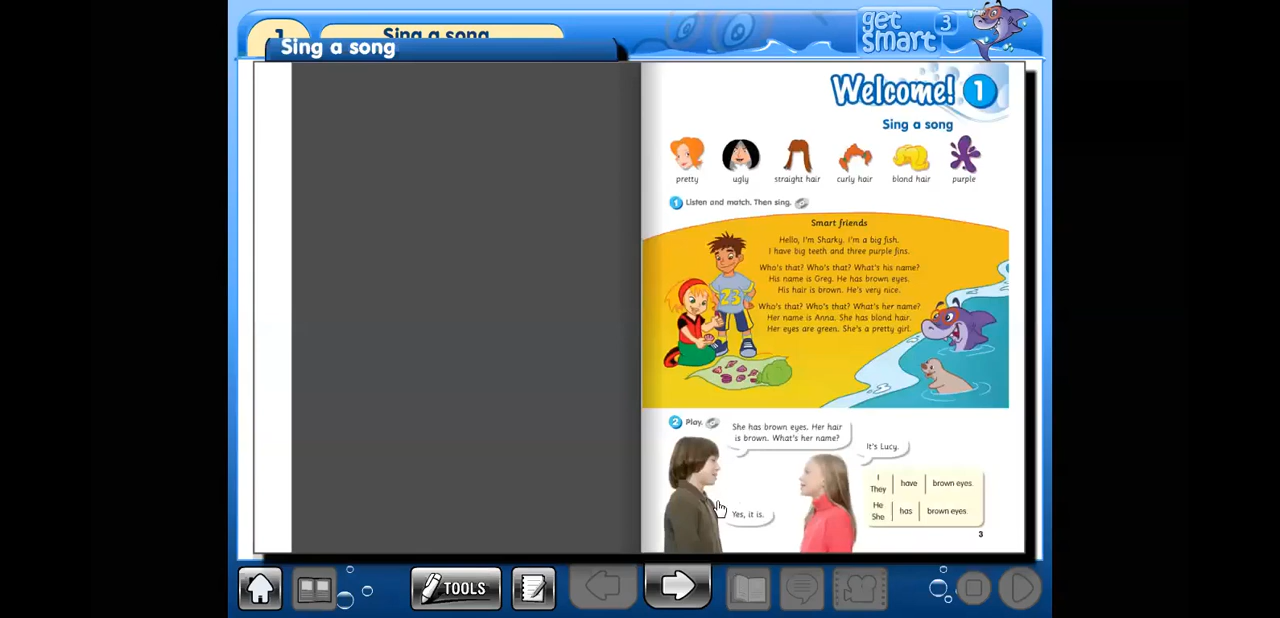 1
Sing a song
Sing a song
get
smart 3
Welcome! 1
Sing a song
pretty
ugly
straight hair
curly hair
blond hair
purple
1 Listen and match. Then sing.
Smart friends
Hello, I'm Sharky. I'm a big fish.
I have big teeth and three purple fins.
Who's that? Who's that? What's his name?
His name is Greg. He has brown eyes.
His hair is brown. He's very nice.
Who's that? Who's that? What's her name?
Her name is Anna. She has blond hair.
Her eyes are green. She's a pretty girl.
23
2 Play.
She has brown eyes. Her hair
is brown. What's her name?
It's Lucy.
Yes, it is.
I
They
have
brown eyes.
He
She
has
brown eyes.
3
TOOLS